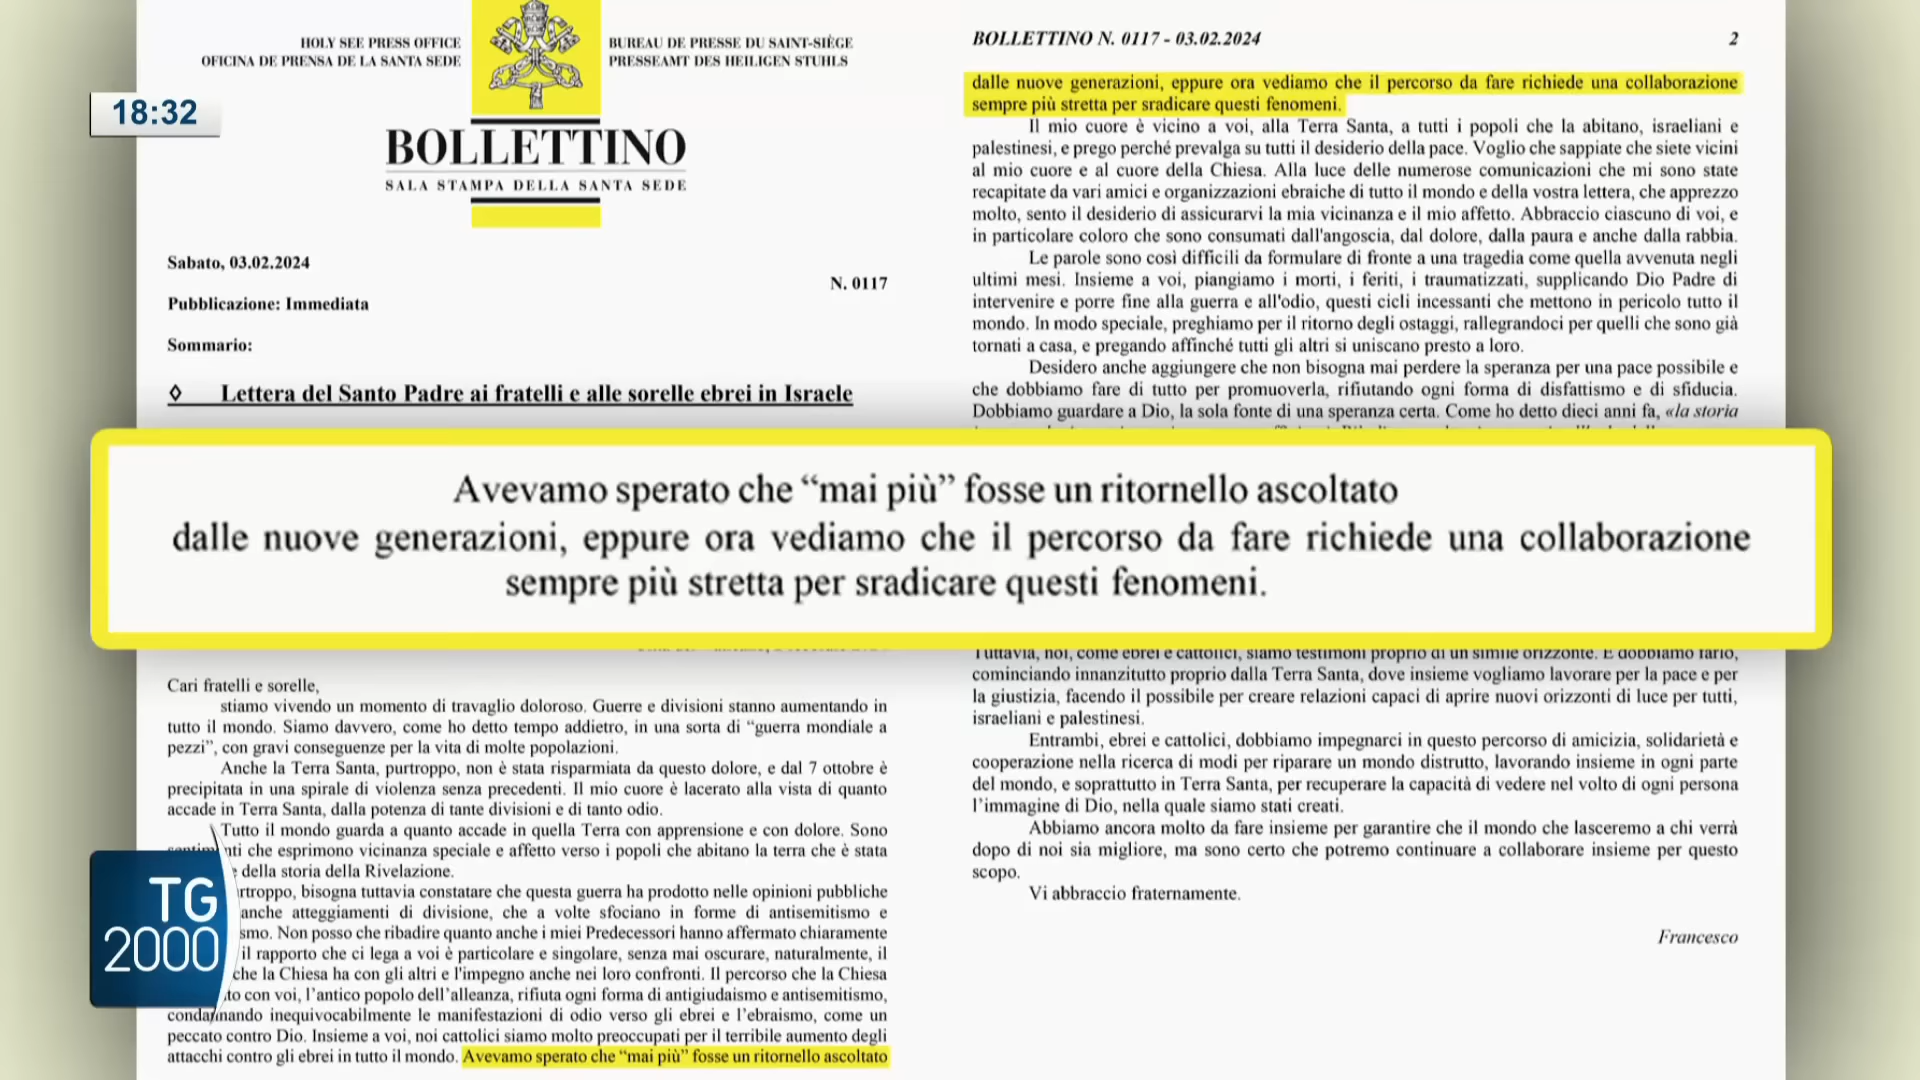 18:32
HOLY SEE PRESS OFFICE
OFICINA DE PRENSA DE LA SANTA SEDE
BUREAU DE PRESSE DU SAINT-SIÈGE
PRESSEAMT DES HEILIGEN STUHLS
BOLLETTINO
SALA STAMPA DELLA SANTA SEDE
Sabato, 03.02.2024
N. 0117
Pubblicazione: Immediata
Sommario:
◊ Lettera del Santo Padre ai fratelli e alle sorelle ebrei in Israele
BOLLETTINO N. 0117 - 03.02.2024 2
dalle nuove generazioni, eppure ora vediamo che il percorso da fare richiede una collaborazione
sempre più stretta per sradicare questi fenomeni.
Il mio cuore è vicino a voi, alla Terra Santa, a tutti i popoli che la abitano, israeliani e
palestinesi, e prego perché prevalga su tutti il desiderio della pace. Voglio che sappiate che siete vicini
al mio cuore e al cuore della Chiesa. Alla luce delle numerose comunicazioni che mi sono state
recapitate da vari amici e organizzazioni ebraiche di tutto il mondo e della vostra lettera, che apprezzo
molto, sento il desiderio di assicurarvi la mia vicinanza e il mio affetto. Abbraccio ciascuno di voi, e
in particolare coloro che sono consumati dall'angoscia, dal dolore, dalla paura e anche dalla rabbia.
Le parole sono così difficili da formulare di fronte a una tragedia come quella avvenuta negli
ultimi mesi. Insieme a voi, piangiamo i morti, i feriti, i traumatizzati, supplicando Dio Padre di
intervenire e porre fine alla guerra e all'odio, questi cicli incessanti che mettono in pericolo tutto il
mondo. In modo speciale, preghiamo per il ritorno degli ostaggi, rallegrandoci per quelli che sono già
tornati a casa, e pregando affinché tutti gli altri si uniscano presto a loro.
Desidero anche aggiungere che non bisogna mai perdere la speranza per una pace possibile e
che dobbiamo fare di tutto per promuoverla, rifiutando ogni forma di disfattismo e di sfiducia.
Dobbiamo guardare a Dio, la sola fonte di una speranza certa. Come ho detto dieci anni fa, «la storia
Avevamo sperato che “mai più” fosse un ritornello ascoltato
dalle nuove generazioni, eppure ora vediamo che il percorso da fare richiede una collaborazione
sempre più stretta per sradicare questi fenomeni.
Cari fratelli e sorelle,
stiamo vivendo un momento di travaglio doloroso. Guerre e divisioni stanno aumentando in
tutto il mondo. Siamo davvero, come ho detto tempo addietro, in una sorta di “guerra mondiale a
pezzi”, con gravi conseguenze per la vita di molte popolazioni.
Anche la Terra Santa, purtroppo, non è stata risparmiata da questo dolore, e dal 7 ottobre è
precipitata in una spirale di violenza senza precedenti. Il mio cuore è lacerato alla vista di quanto
accade in Terra Santa, dalla potenza di tante divisioni e di tanto odio.
Tutto il mondo guarda a quanto accade in quella Terra con apprensione e con dolore. Sono
che esprimono vicinanza speciale e affetto verso i popoli che abitano la terra che è stata
della storia della Rivelazione.
rtroppo, bisogna tuttavia constatare che questa guerra ha prodotto nelle opinioni pubbliche
anche atteggiamenti di divisione, che a volte sfociano in forme di antisemitismo e
smo. Non posso che ribadire quanto anche i miei Predecessori hanno affermato chiaramente
il rapporto che ci lega a voi è particolare e singolare, senza mai oscurare, naturalmente, il
che la Chiesa ha con gli altri e l'impegno anche nei loro confronti. Il percorso che la Chiesa
to con voi, l’antico popolo dell’alleanza, rifiuta ogni forma di antigiudaismo e antisemitismo,
condannando inequivocabilmente le manifestazioni di odio verso gli ebrei e l’ebraismo, come un
peccato contro Dio. Insieme a voi, noi cattolici siamo molto preoccupati per il terribile aumento degli
attacchi contro gli ebrei in tutto il mondo. Avevamo sperato che “mai più” fosse un ritornello ascoltato
Tuttavia, noi, come ebrei e cattolici, siamo testimoni proprio di un simile orizzonte. E dobbiamo farlo,
cominciando innanzitutto proprio dalla Terra Santa, dove insieme vogliamo lavorare per la pace e per
la giustizia, facendo il possibile per creare relazioni capaci di aprire nuovi orizzonti di luce per tutti,
israeliani e palestinesi.
Entrambi, ebrei e cattolici, dobbiamo impegnarci in questo percorso di amicizia, solidarietà e
cooperazione nella ricerca di modi per riparare un mondo distrutto, lavorando insieme in ogni parte
del mondo, e soprattutto in Terra Santa, per recuperare la capacità di vedere nel volto di ogni persona
l’immagine di Dio, nella quale siamo stati creati.
Abbiamo ancora molto da fare insieme per garantire che il mondo che lasceremo a chi verrà
dopo di noi sia migliore, ma sono certo che potremo continuare a collaborare insieme per questo
scopo.
Vi abbraccio fraternamente.
Francesco
TG
2000